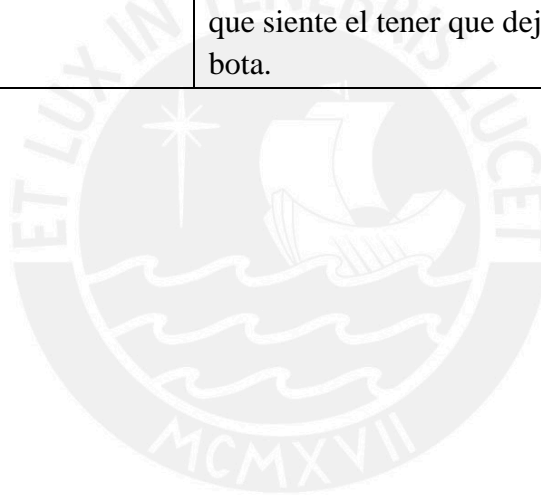 que siente el tener que dej
bota.
ET LUX IN TENEBRIS LUCET
MCMXVII